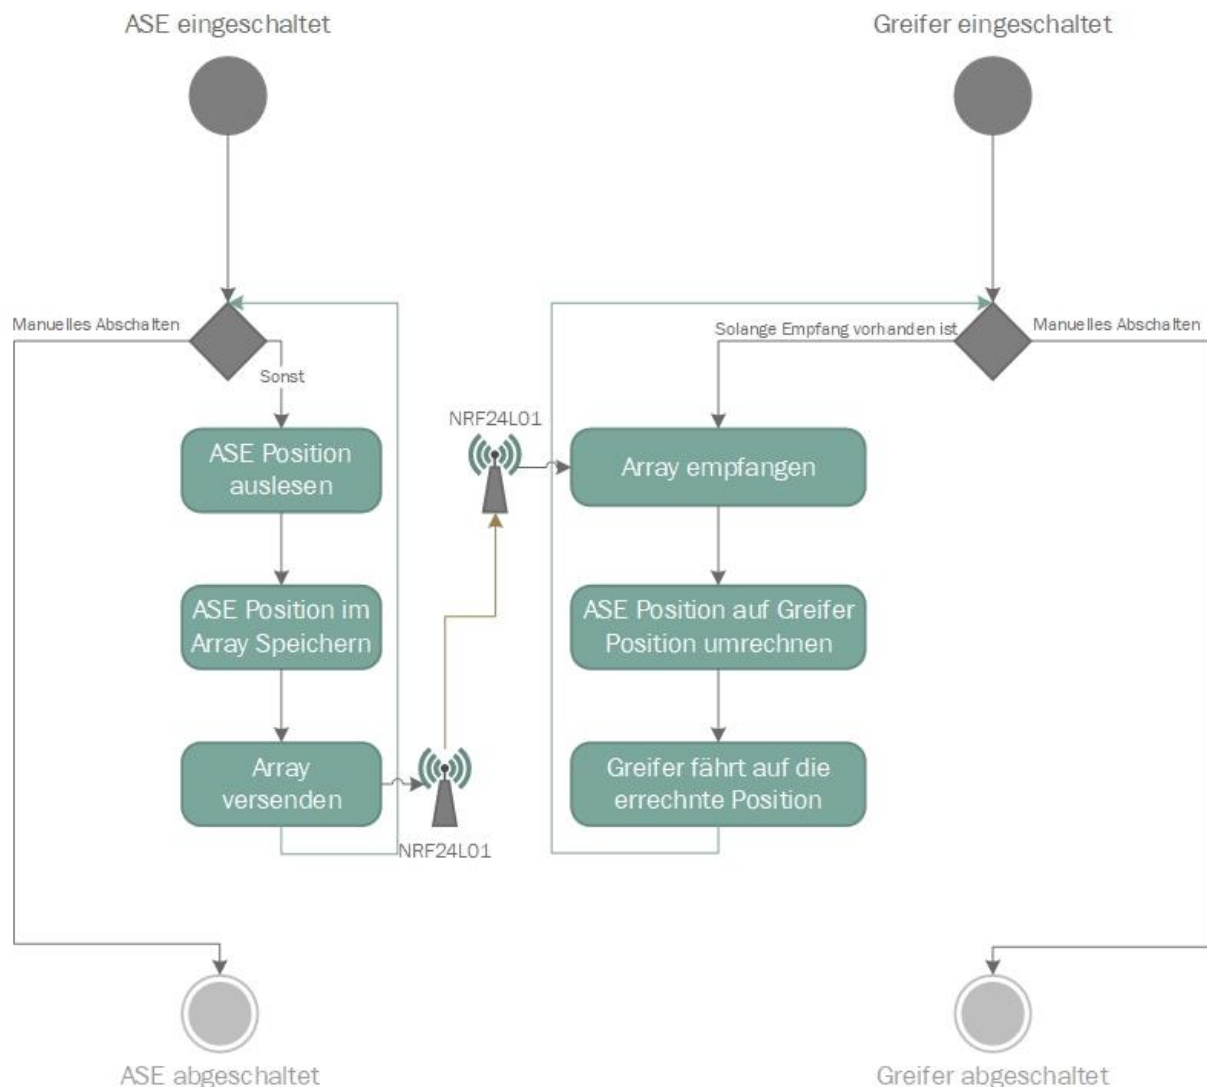 ASE eingeschaltet
Greifer eingeschaltet
Manuelles Abschalten
Sonst
Solange Empfang vorhanden ist
Manuelles Abschalten
ASE Position
auslesen
NRF24L01
Array empfangen
ASE Position im
Array Speichern
ASE Position auf Greifer
Position umrechnen
Array
versenden
NRF24L01
Greifer fährt auf die
errechnte Position
ASE abgeschaltet
Greifer abgeschaltet